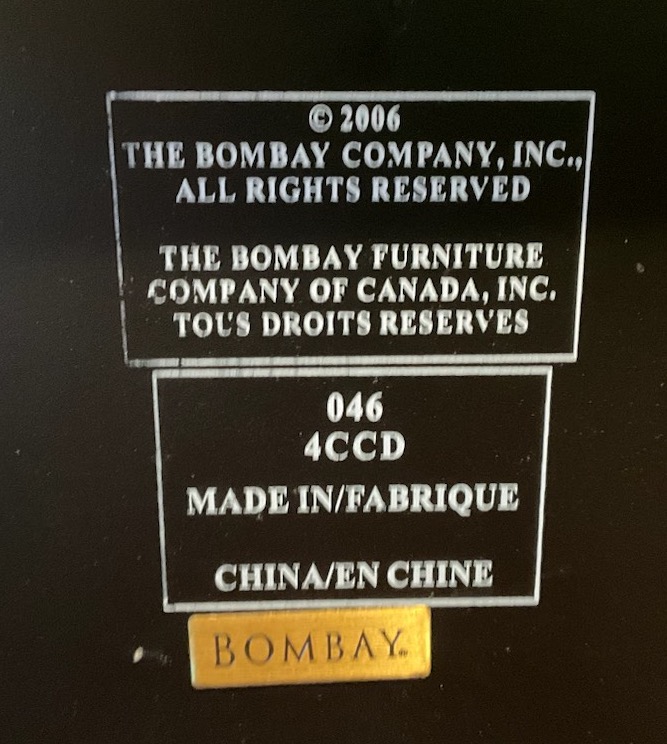 © 2006
THE BOMBAY COMPANY, INC.,
ALL RIGHTS RESERVED
THE BOMBAY FURNITURE
COMPANY OF CANADA, INC.
TOUS DROITS RESERVES
046
4CCD
MADE IN/FABRIQUE
CHINA/EN CHINE
BOMBAY